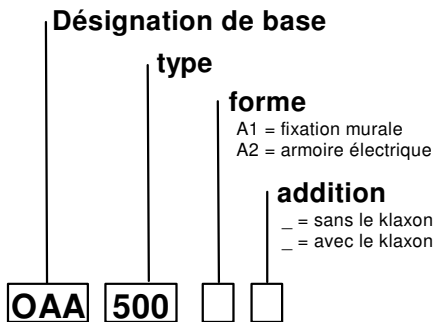 Désignation de base
type
forme
A1 = fixation murale
A2 = armoire électrique
addition
_ = sans le klaxon
_ = avec le klaxon
OAA 500